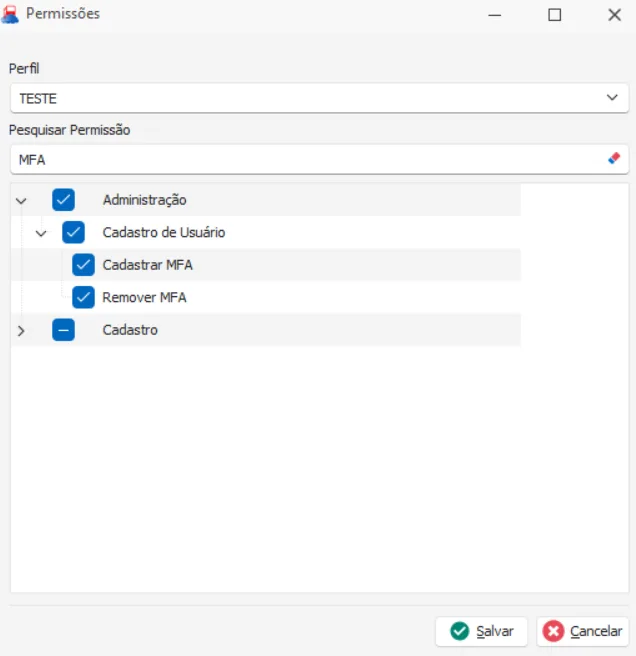 Permissões
Perfil
TESTE
Pesquisar Permissão
MFA
Administração
Cadastro de Usuário
Cadastrar MFA
Remover MFA
Cadastro
Salvar
Cancelar